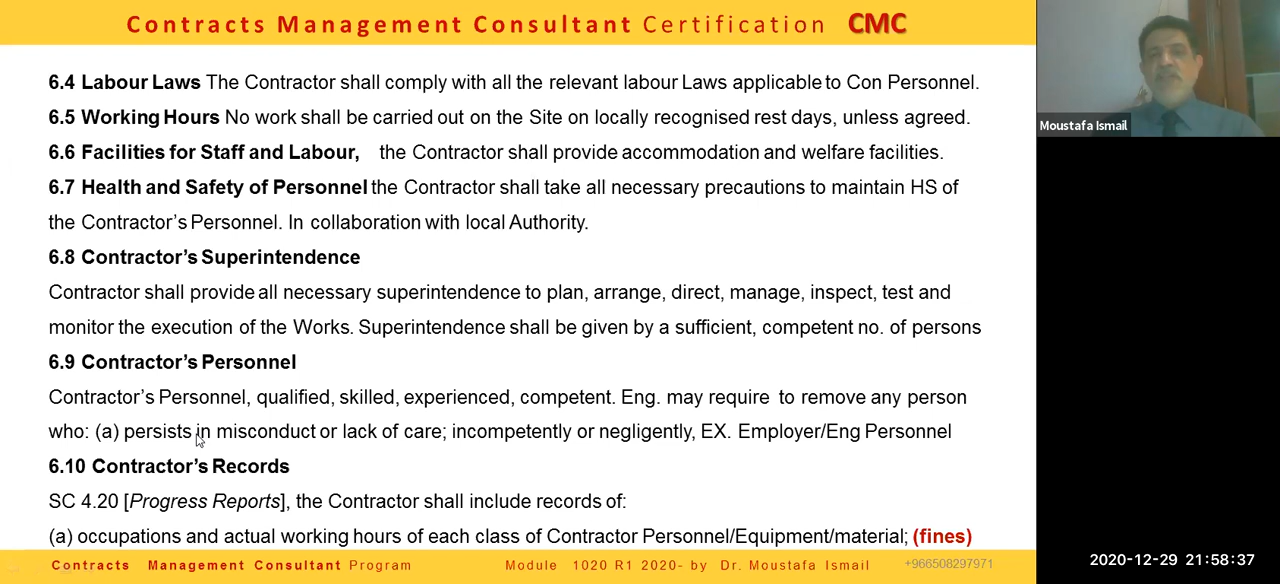 Contracts Management Consultant Certification CMC
6.4 Labour Laws The Contractor shall comply with all the relevant labour Laws applicable to Con Personnel.
6.5 Working Hours No work shall be carried out on the Site on locally recognised rest days, unless agreed.
6.6 Facilities for Staff and Labour, the Contractor shall provide accommodation and welfare facilities.
6.7 Health and Safety of Personnel the Contractor shall take all necessary precautions to maintain HS of
the Contractor's Personnel. In collaboration with local Authority.
6.8 Contractor's Superintendence
Contractor shall provide all necessary superintendence to plan, arrange, direct, manage, inspect, test and
monitor the execution of the Works. Superintendence shall be given by a sufficient, competent no. of persons
6.9 Contractor's Personnel
Contractor's Personnel, qualified, skilled, experienced, competent. Eng. may require to remove any person
who: (a) persists in misconduct or lack of care; incompetently or negligently, EX. Employer/Eng Personnel
6.10 Contractor's Records
SC 4.20 [Progress Reports], the Contractor shall include records of:
(a) occupations and actual working hours of each class of Contractor Personnel/Equipment/material; (fines)
Contracts Management Consultant Program Module 1020 R1 2020- by Dr. Moustafa Ismail +966508297971
Moustafa Ismail
2020-12-29 21:58:37